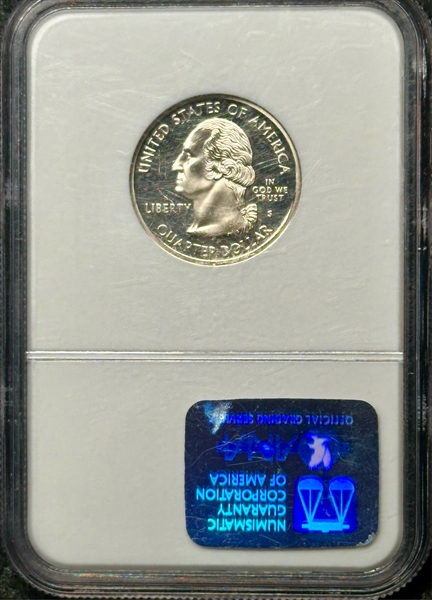 UNITED STATES OF AMERICA
LIBERTY
IN
GOD WE
TRUST
S
QUARTER DOLLAR
NUMISMATIC
GUARANTY
CORPORATION
OF AMERICA
OFFICIAL GRADING SERVICE